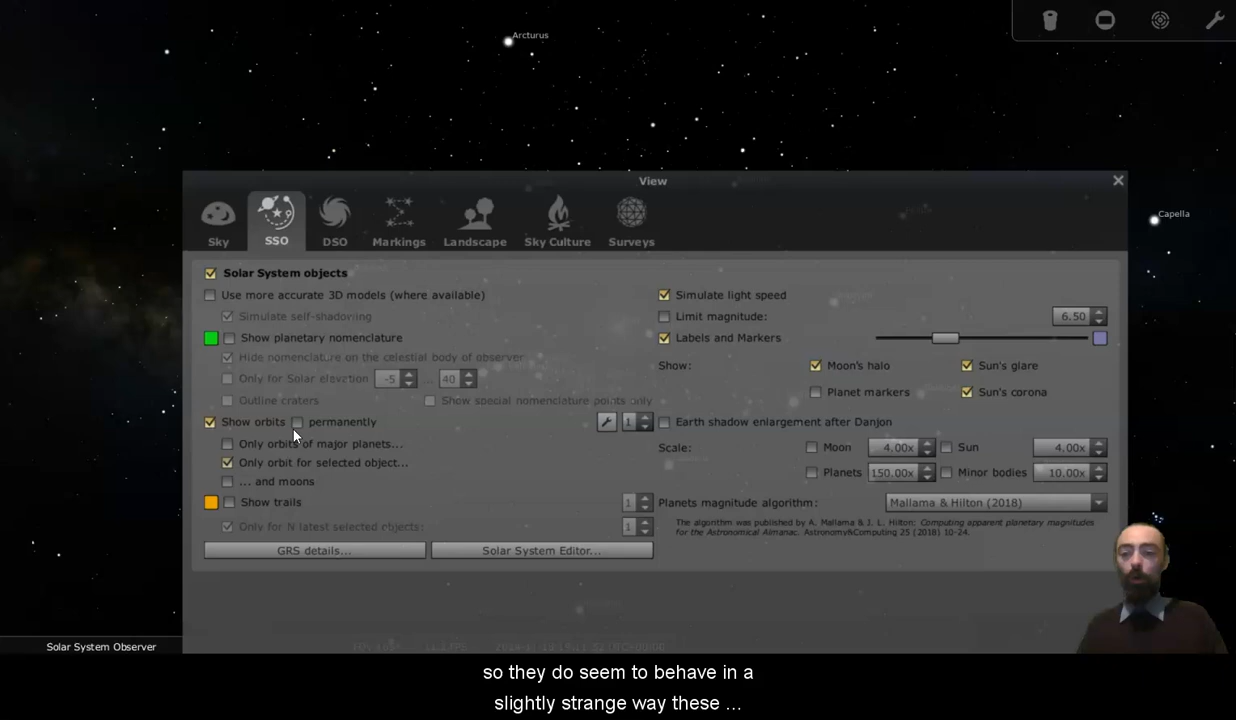 Arcturus
Capella
View
Sky
SSO
DSO
Markings
Landscape
Sky Culture
Surveys
Solar System objects
Use more accurate 3D models (where available)
Simulate self-shadowing
Show planetary nomenclature
Hide nomenclature on the celestial body of observer
Only for Solar elevation -5 ... 40
Outline craters
Show special nomenclature points only
Show orbits permanently 1
Only orbits of major planets...
Only orbit for selected object...
... and moons
Show trails 1
Only for N latest selected objects: 1
GRS details...
Solar System Editor...
Simulate light speed
Limit magnitude: 6.50
Labels and Markers
Show: Moon's halo Sun's glare
Planet markers Sun's corona
Earth shadow enlargement after Danjon
Scale: Moon 4.00x Sun 4.00x
Planets 150.00x Minor bodies 10.00x
Planets magnitude algorithm: Mallama & Hilton (2018)
The algorithm was published by A. Mallama & J. L. Hilton: Computing apparent planetary magnitudes
for the Astronomical Almanac. Astronomy&Computing 25 (2018) 10-24.
Solar System Observer
so they do seem to behave in a
slightly strange way these ...